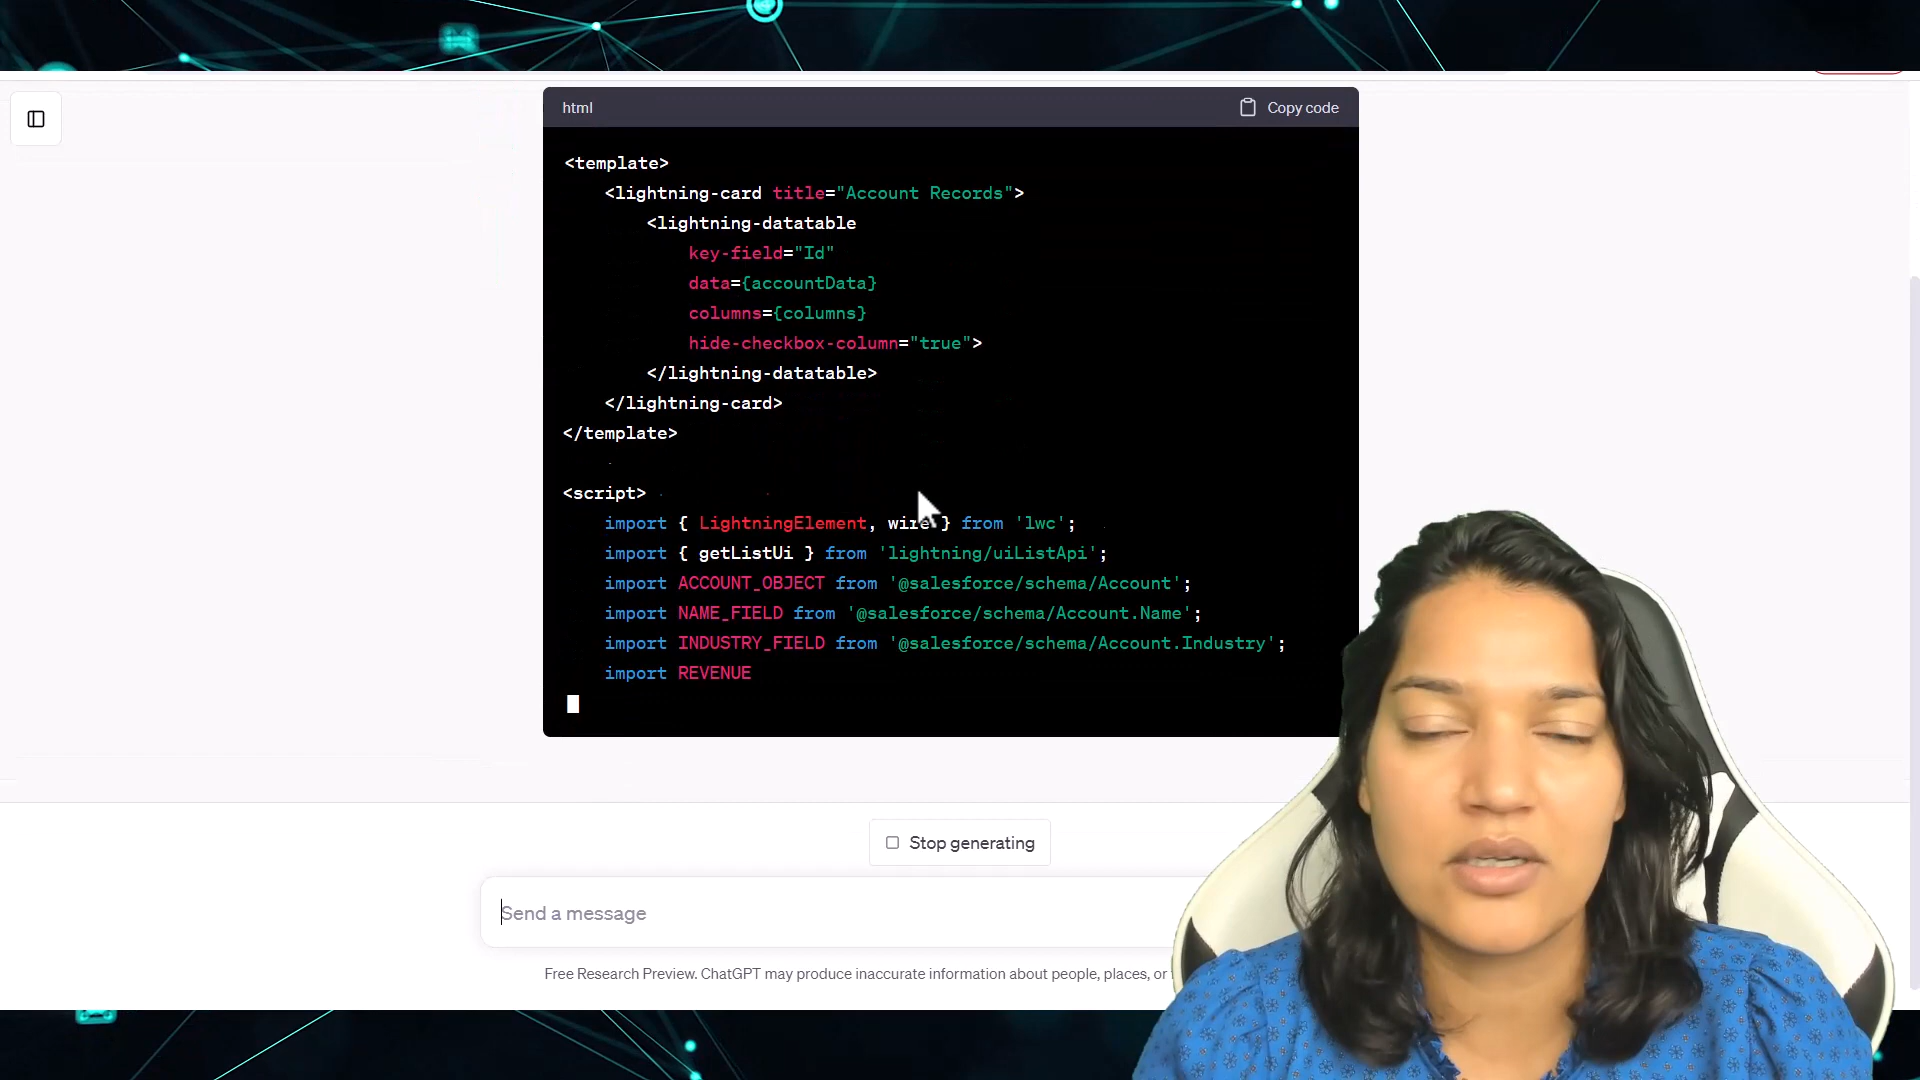 html
Copy code
<template>
<lightning-card title="Account Records">
<lightning-datatable
key-field="Id"
data={accountData}
columns={columns}
hide-checkbox-column="true">
</lightning-datatable>
</lightning-card>
</template>
<script>
import { LightningElement, wire } from 'lwc';
import { getListUi } from 'lightning/uiListApi';
import ACCOUNT_OBJECT from '@salesforce/schema/Account';
import NAME_FIELD from '@salesforce/schema/Account.Name';
import INDUSTRY_FIELD from '@salesforce/schema/Account.Industry';
import REVENUE
Stop generating
Send a message
Free Research Preview. ChatGPT may produce inaccurate information about people, places, or